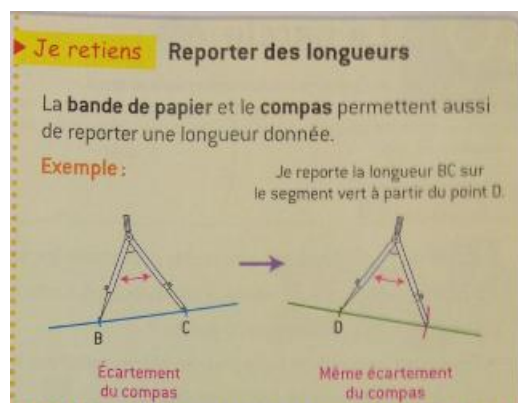 Je retiens Reporter des longueurs
La bande de papier et le compas permettent aussi
de reporter une longueur donnée.
Exemple :
Je reporte la longueur BC sur
le segment vert à partir du point D.
B
C
D
Écartement
du compas
Même écartement
du compas